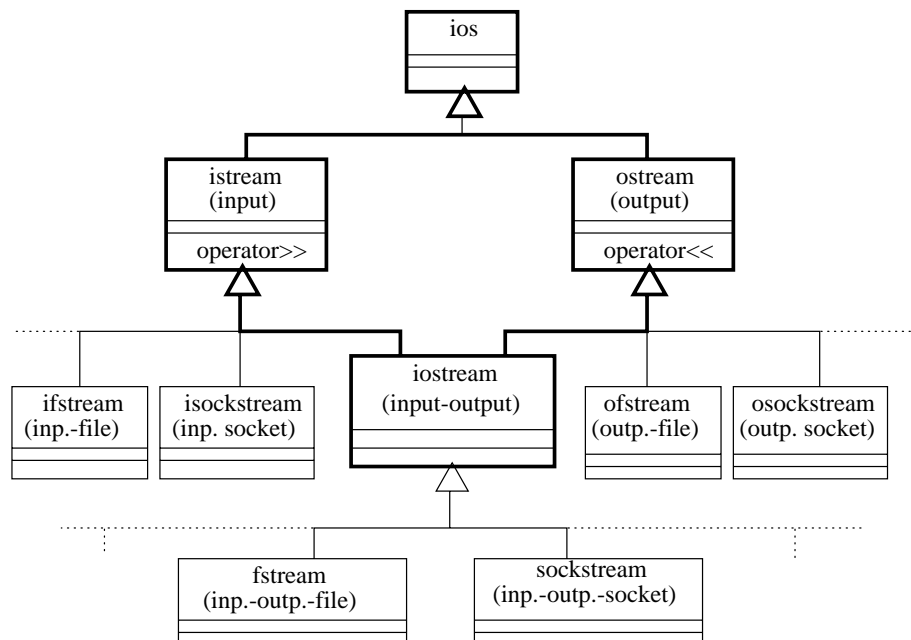 ios
istream
(input)
operator>>
ostream
(output)
operator<<
ifstream
(inp.-file)
isockstream
(inp. socket)
iostream
(input-output)
ofstream
(outp.-file)
osockstream
(outp. socket)
fstream
(inp.-outp.-file)
sockstream
(inp.-outp.-socket)